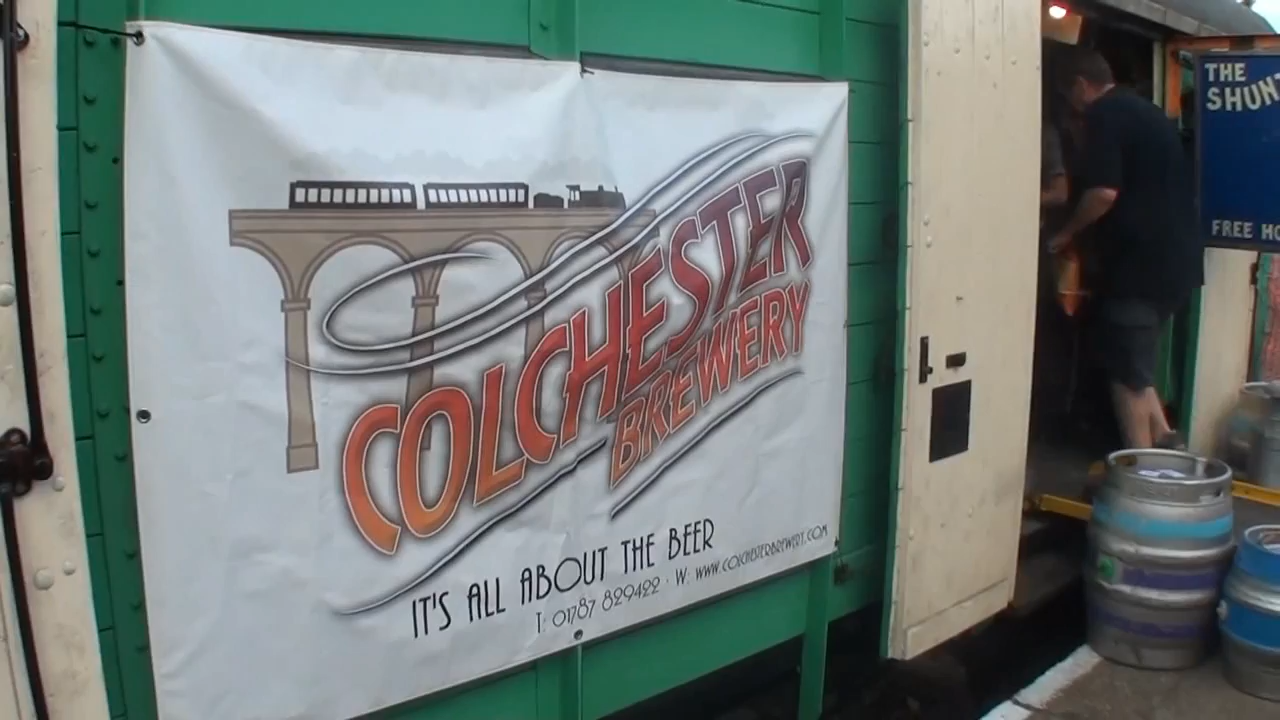 COLCHESTER
BREWERY
IT'S ALL ABOUT THE BEER
T: 01787 829422 · W: WWW.COLCHESTERBREWERY.COM
THE
SHUNT
FREE HO